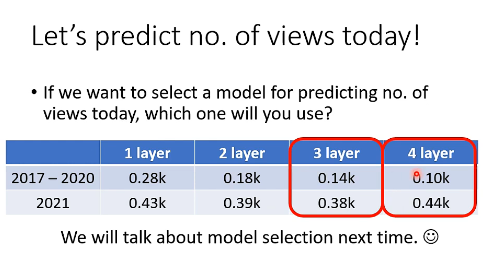 Let's predict no. of views today!
• If we want to select a model for predicting no. of
views today, which one will you use?
1 layer 2 layer 3 layer 4 layer
2017 – 2020 0.28k 0.18k 0.14k 0.10k
2021 0.43k 0.39k 0.38k 0.44k
We will talk about model selection next time. ☺